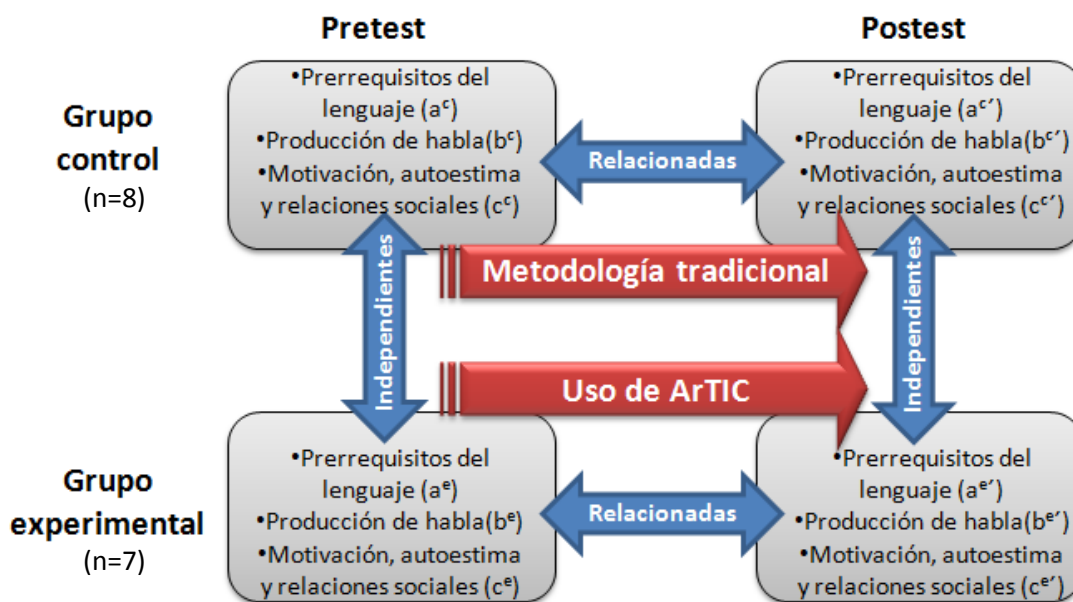 Pretest
Postest
Grupo
control
(n=8)
•Prerrequisitos del
lenguaje (aᶜ)
•Producción de habla(bᶜ)
•Motivación, autoestima
y relaciones sociales (cᶜ)
Relacionadas
•Prerrequisitos del
lenguaje (aᶜ´)
•Producción de habla(bᶜ´)
•Motivación, autoestima
y relaciones sociales (cᶜ´)
Independientes
Metodología tradicional
Uso de ArTIC
Independientes
Grupo
experimental
(n=7)
•Prerrequisitos del
lenguaje (aᵉ)
•Producción de habla(bᵉ)
•Motivación, autoestima
y relaciones sociales (cᵉ)
Relacionadas
•Prerrequisitos del
lenguaje (aᵉ´)
•Producción de habla(bᵉ´)
•Motivación, autoestima
y relaciones sociales (cᵉ´)